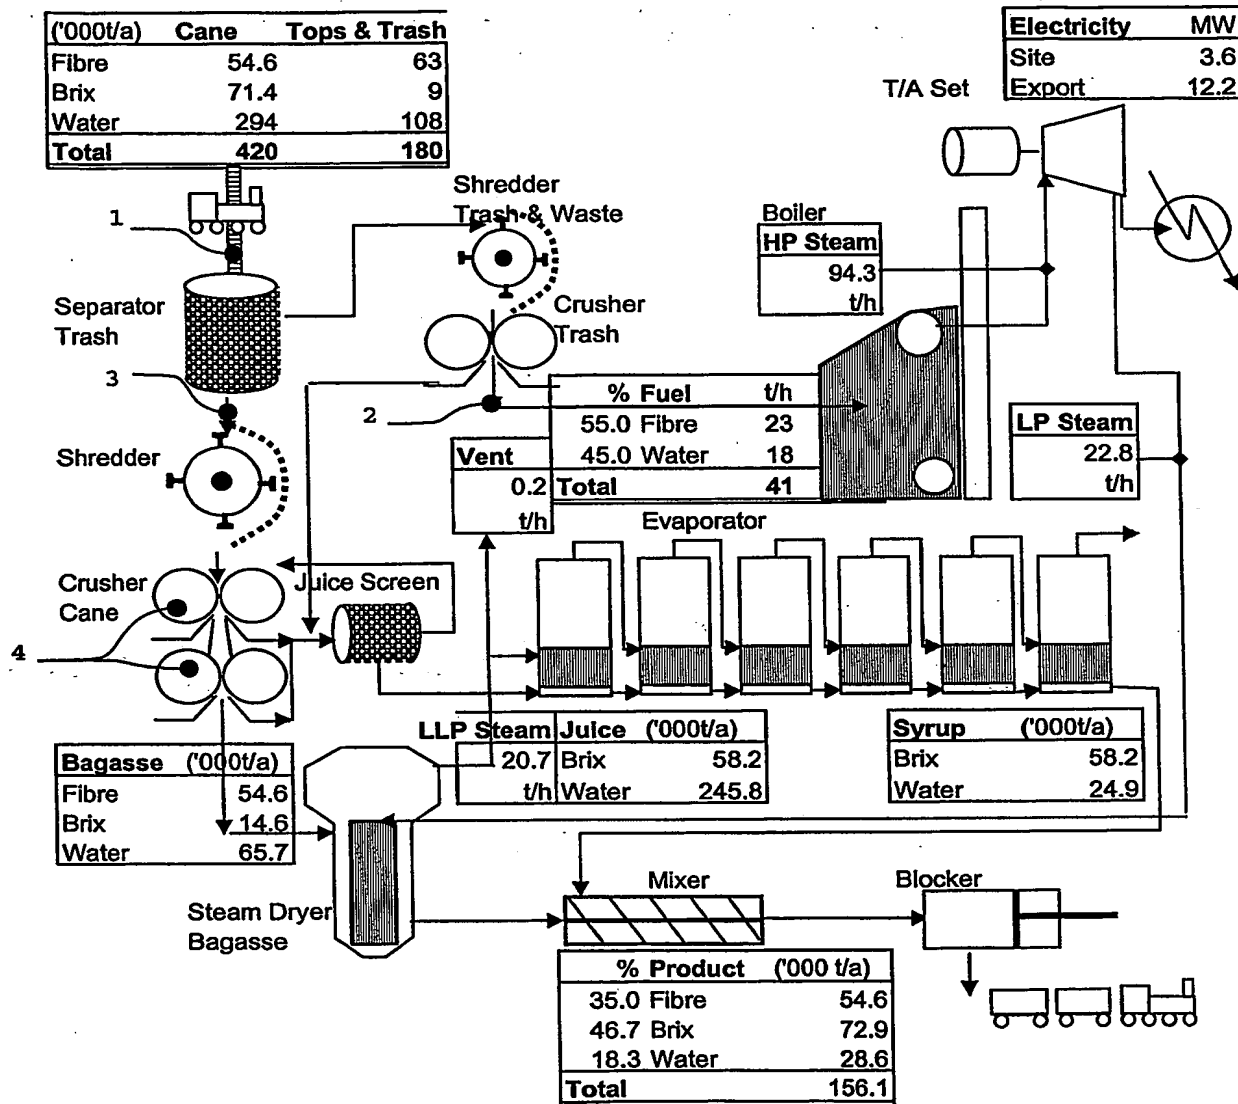 ('000t/a) Cane Tops & Trash
Fibre 54.6 63
Brix 71.4 9
Water 294 108
Total 420 180
Electricity MW
Site 3.6
Export 12.2
T/A Set
1
Shredder
Trash & Waste
Boiler
HP Steam
94.3
t/h
Separator
Trash
Crusher
Trash
3
2
% Fuel t/h
55.0 Fibre 23
45.0 Water 18
Total 41
LP Steam
22.8
t/h
Vent
0.2
t/h
Shredder
Evaporator
Crusher
Cane
Juice Screen
4
LLP Steam
20.7
t/h
Juice ('000t/a)
Brix 58.2
Water 245.8
Syrup ('000t/a)
Brix 58.2
Water 24.9
Bagasse ('000t/a)
Fibre 54.6
Brix 14.6
Water 65.7
Steam Dryer
Bagasse
Mixer
Blocker
% Product ('000 t/a)
35.0 Fibre 54.6
46.7 Brix 72.9
18.3 Water 28.6
Total 156.1